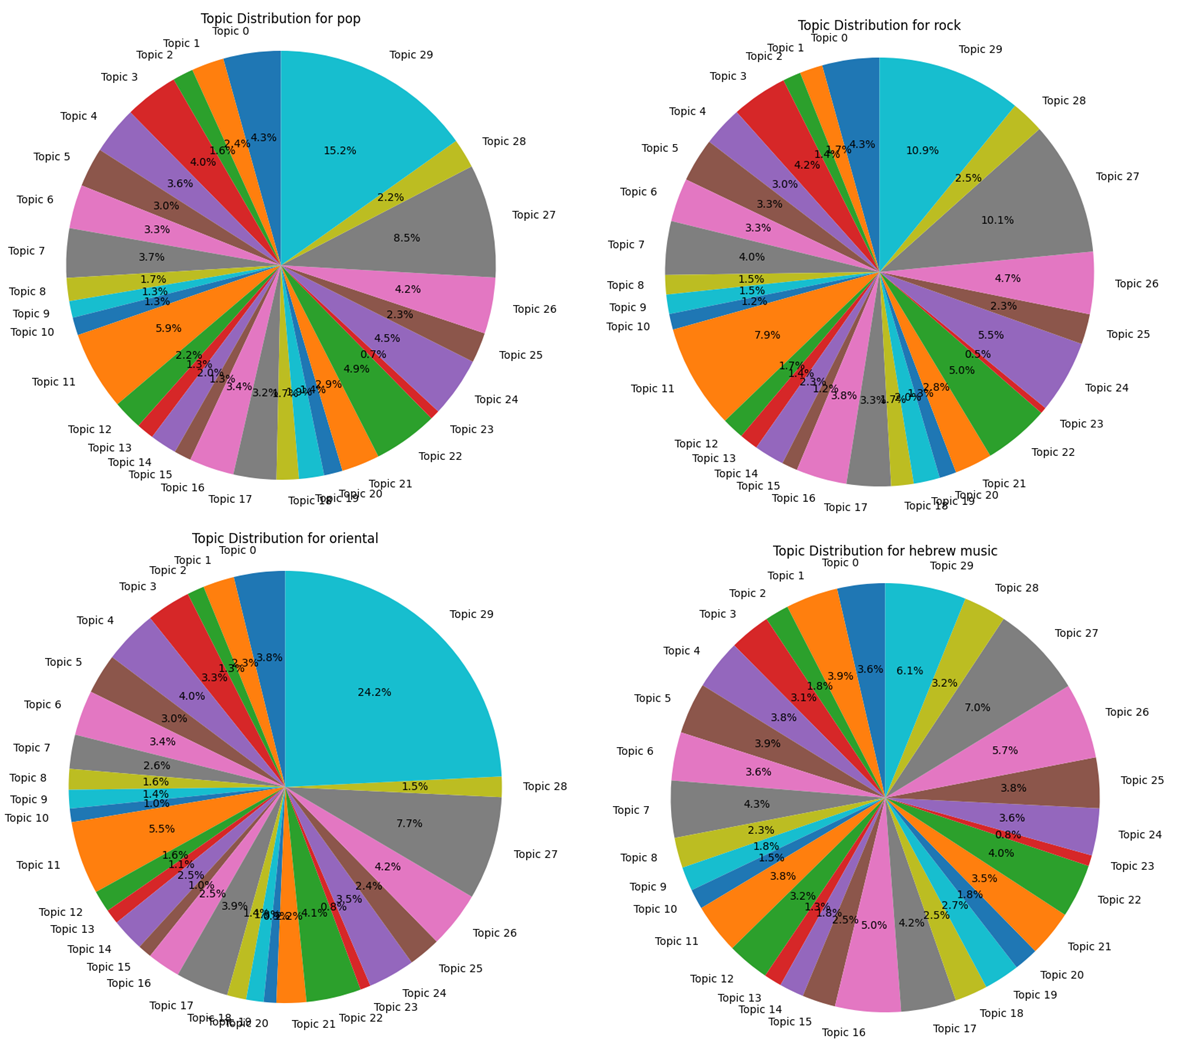 Topic Distribution for pop
Topic 0
Topic 1
Topic 2
Topic 3
Topic 4
Topic 5
Topic 6
Topic 7
Topic 8
Topic 9
Topic 10
Topic 11
Topic 12
Topic 13
Topic 14
Topic 15
Topic 16
Topic 17
Topic 18
Topic 19
Topic 20
Topic 21
Topic 22
Topic 23
Topic 24
Topic 25
Topic 26
Topic 27
Topic 28
Topic 29
4.3%
2.4%
1.6%
4.0%
3.6%
3.0%
3.3%
3.7%
1.7%
1.3%
1.3%
5.9%
2.2%
1.3%
2.0%
1.3%
3.4%
3.2%
1.7%
1.4%
2.9%
4.9%
0.7%
4.5%
2.3%
4.2%
8.5%
2.2%
15.2%
Topic Distribution for rock
Topic 0
Topic 1
Topic 2
Topic 3
Topic 4
Topic 5
Topic 6
Topic 7
Topic 8
Topic 9
Topic 10
Topic 11
Topic 12
Topic 13
Topic 14
Topic 15
Topic 16
Topic 17
Topic 18
Topic 19
Topic 20
Topic 21
Topic 22
Topic 23
Topic 24
Topic 25
Topic 26
Topic 27
Topic 28
Topic 29
4.3%
1.7%
1.4%
4.2%
3.0%
3.3%
3.3%
4.0%
1.5%
1.5%
1.2%
7.9%
1.7%
1.4%
2.3%
1.2%
3.8%
3.3%
1.7%
2.0%
1.3%
2.8%
5.0%
0.5%
5.5%
2.3%
4.7%
10.1%
2.5%
10.9%
Topic Distribution for oriental
Topic 0
Topic 1
Topic 2
Topic 3
Topic 4
Topic 5
Topic 6
Topic 7
Topic 8
Topic 9
Topic 10
Topic 11
Topic 12
Topic 13
Topic 14
Topic 15
Topic 16
Topic 17
Topic 18
Topic 19
Topic 20
Topic 21
Topic 22
Topic 23
Topic 24
Topic 25
Topic 26
Topic 27
Topic 28
Topic 29
3.8%
2.3%
1.3%
3.3%
4.0%
3.0%
3.4%
2.6%
1.6%
1.4%
1.0%
5.5%
1.6%
1.1%
2.5%
1.0%
2.5%
3.9%
1.4%
4.1%
0.8%
3.5%
2.4%
4.2%
7.7%
1.5%
24.2%
Topic Distribution for hebrew music
Topic 0
Topic 1
Topic 2
Topic 3
Topic 4
Topic 5
Topic 6
Topic 7
Topic 8
Topic 9
Topic 10
Topic 11
Topic 12
Topic 13
Topic 14
Topic 15
Topic 16
Topic 17
Topic 18
Topic 19
Topic 20
Topic 21
Topic 22
Topic 23
Topic 24
Topic 25
Topic 26
Topic 27
Topic 28
Topic 29
3.6%
3.9%
1.8%
3.1%
3.8%
3.9%
3.6%
4.3%
2.3%
1.8%
1.5%
3.8%
3.2%
1.3%
1.8%
2.5%
5.0%
4.2%
2.5%
2.7%
1.8%
3.5%
4.0%
0.8%
3.6%
3.8%
5.7%
7.0%
3.2%
6.1%